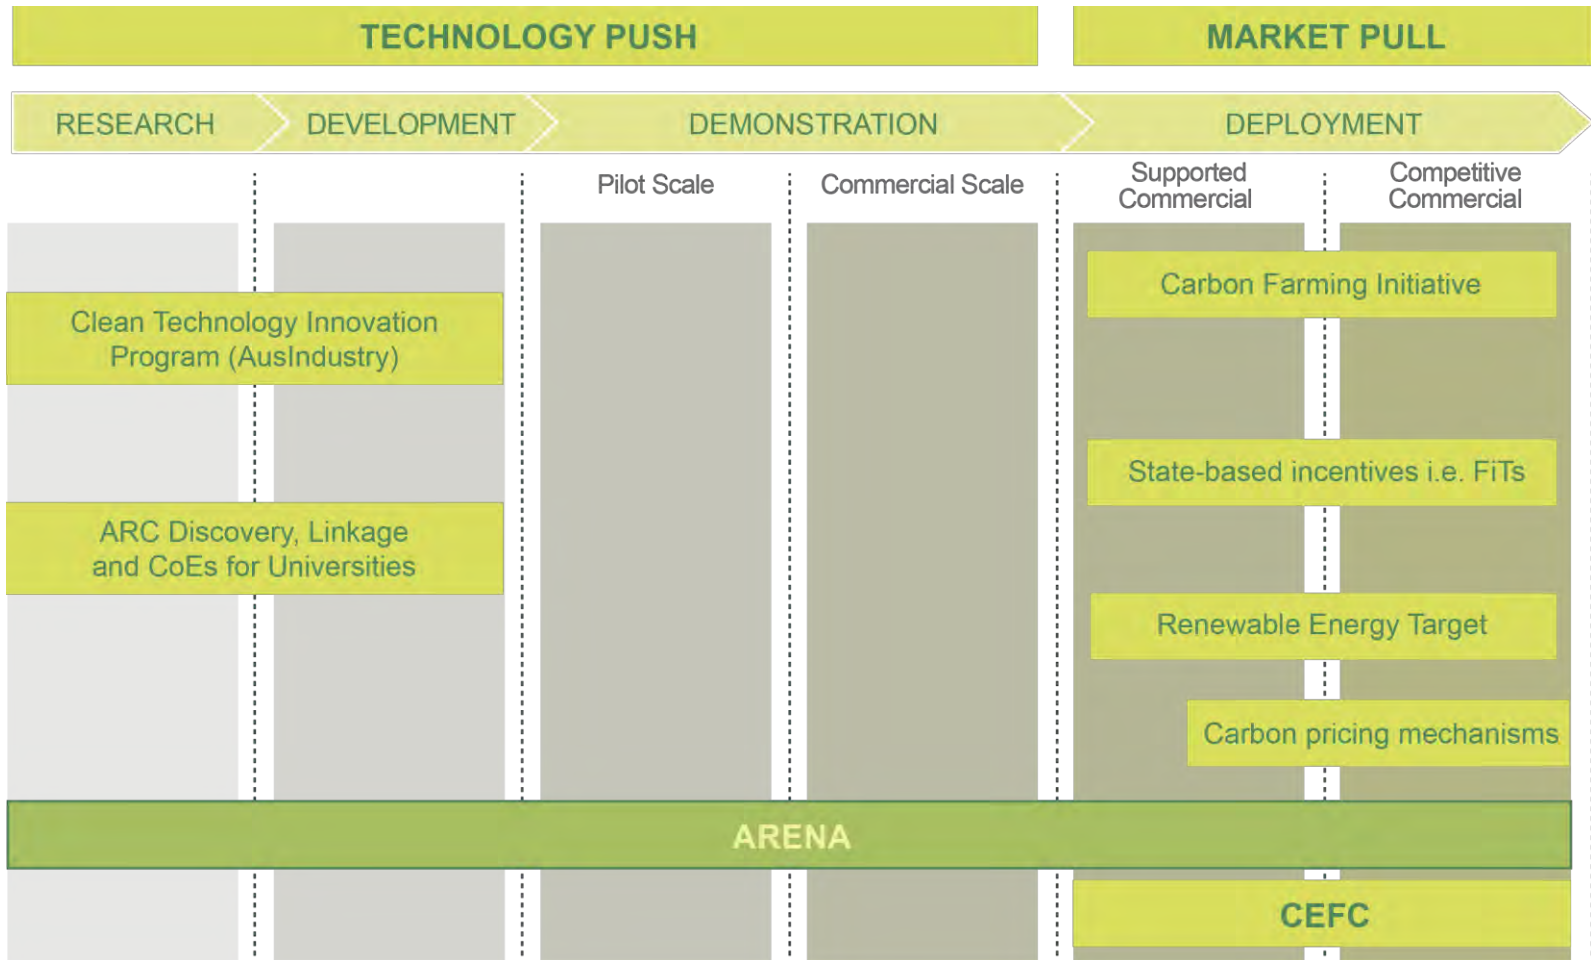 TECHNOLOGY PUSH
MARKET PULL
RESEARCH
DEVELOPMENT
DEMONSTRATION
DEPLOYMENT
Pilot Scale
Commercial Scale
Supported
Commercial
Competitive
Commercial
Carbon Farming Initiative
Clean Technology Innovation
Program (AusIndustry)
State-based incentives i.e. FiTs
ARC Discovery, Linkage
and CoEs for Universities
Renewable Energy Target
Carbon pricing mechanisms
ARENA
CEFC